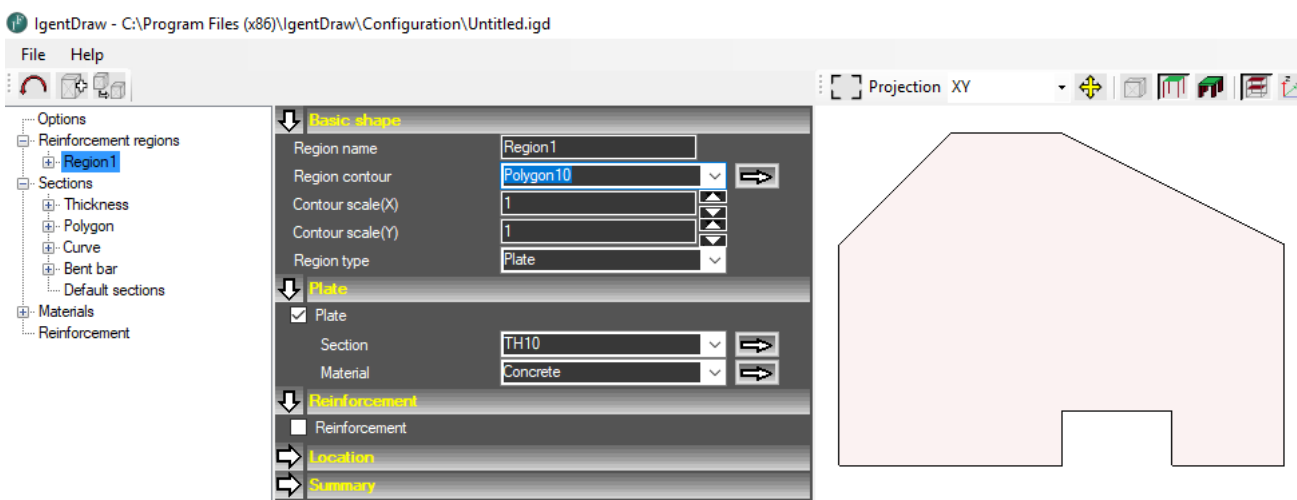 IgentDraw - C:\Program Files (x86)\IgentDraw\Configuration\Untitled.igd
File Help
Projection XY
Options
Reinforcement regions
Region1
Sections
Thickness
Polygon
Curve
Bent bar
Default sections
Materials
Reinforcement
Basic shape
Region name Region1
Region contour Polygon10
Contour scale(X) 1
Contour scale(Y) 1
Region type Plate
Plate
Plate
Section TH10
Material Concrete
Reinforcement
Reinforcement
Location
Summary